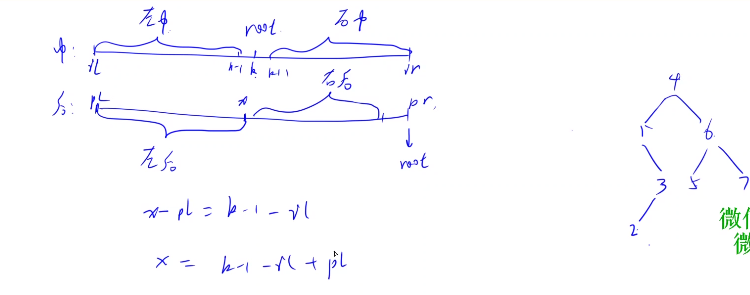 左中 root 右中
中: il k-1 k k+1 ir
后: pl x 右后 pr
左后 root
x - pl = k-1 - il
x = k-1 - il + pl
4
1 6
3 5 7
2
微信
微